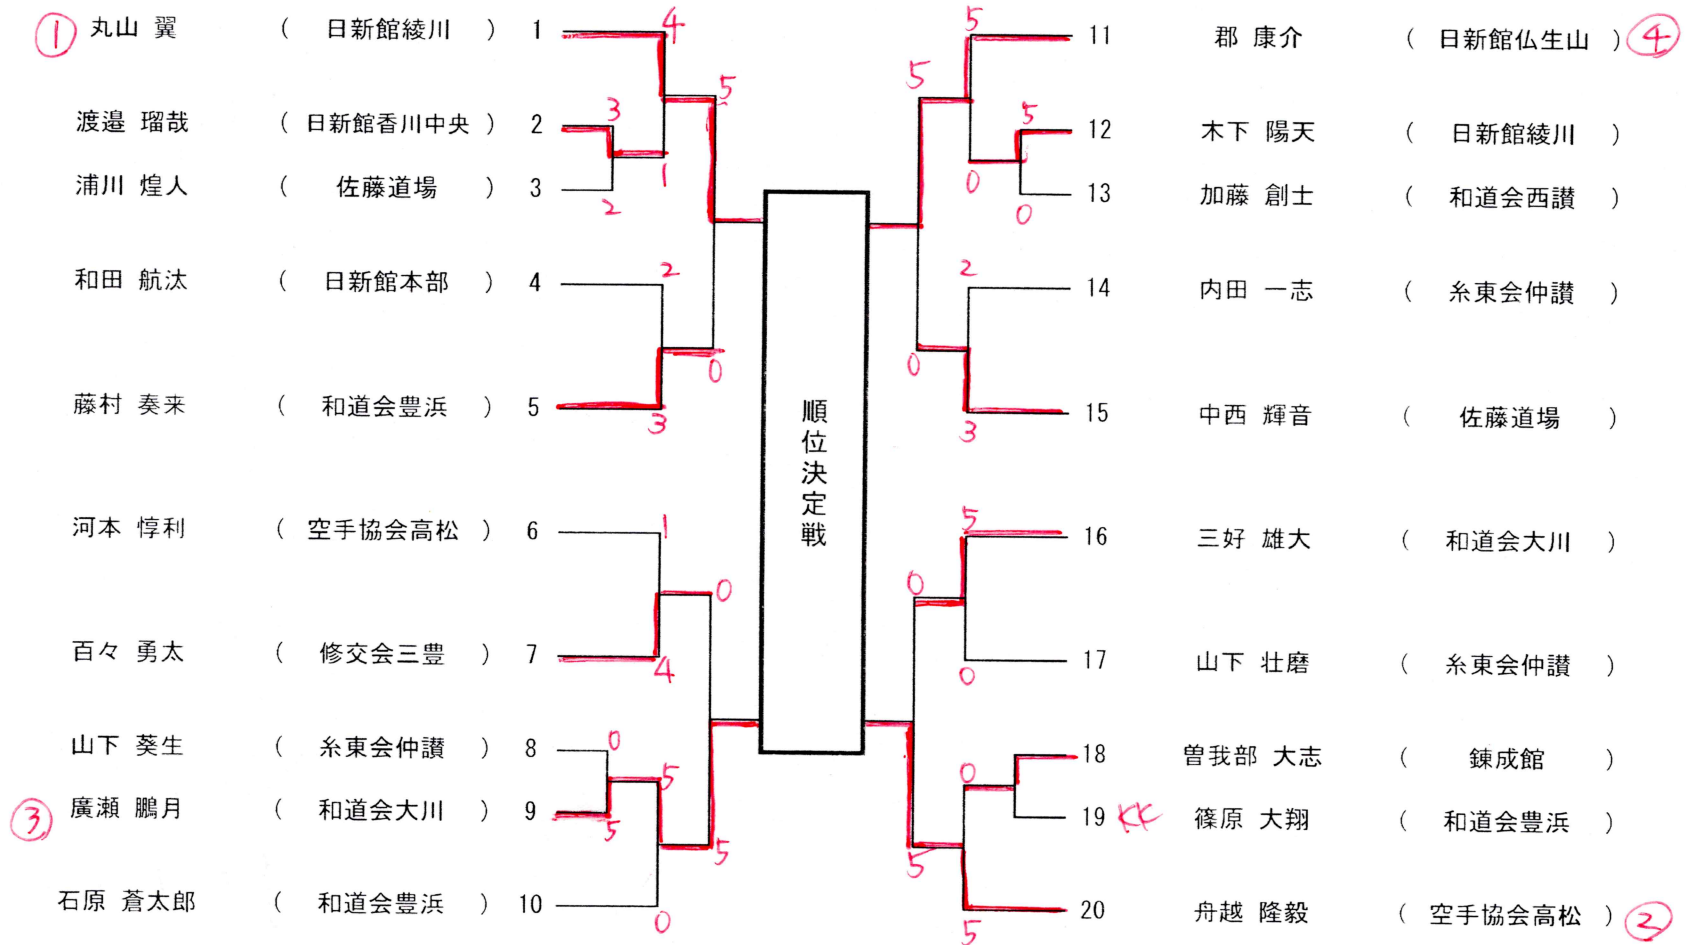 ① 丸山 翼 ( 日新館綾川 ) 1 4
渡邉 瑠哉 ( 日新館香川中央 ) 2 3
浦川 煌人 ( 佐藤道場 ) 3 2 1
5
和田 航汰 ( 日新館本部 ) 4 2
0
藤村 奏来 ( 和道会豊浜 ) 5 3
河本 惇利 ( 空手協会高松 ) 6 1
0
百々 勇太 ( 修交会三豊 ) 7 4
山下 葵生 ( 糸東会仲讃 ) 8 0
③ 廣瀬 鵬月 ( 和道会大川 ) 9 5 5
5
石原 蒼太郎 ( 和道会豊浜 ) 10 0
順位決定戦
5 11 郡 康介 ( 日新館仏生山 ) ④
5
5 12 木下 陽天 ( 日新館綾川 )
0 0 13 加藤 創士 ( 和道会西讃 )
2 14 内田 一志 ( 糸東会仲讃 )
0
3 15 中西 輝音 ( 佐藤道場 )
5 16 三好 雄大 ( 和道会大川 )
0
0 17 山下 壮磨 ( 糸東会仲讃 )
0 18 曽我部 大志 ( 錬成館 )
19 篠原 大翔 ( 和道会豊浜 )
5
5 20 舟越 隆毅 ( 空手協会高松 ) ②